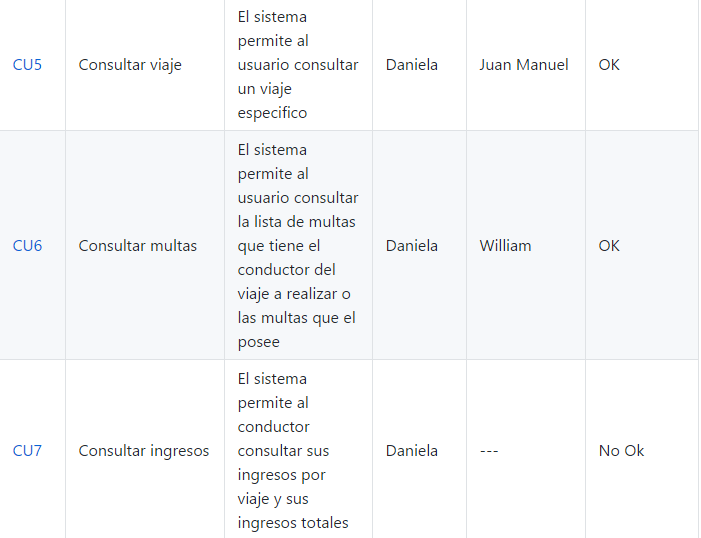 El sistema
permite al
CU5 Consultar viaje usuario consultar Daniela Juan Manuel OK
un viaje
especifico
El sistema
permite al
usuario consultar
la lista de multas
CU6 Consultar multas que tiene el Daniela William OK
conductor del
viaje a realizar o
las multas que el
posee
El sistema
permite al
conductor
CU7 Consultar ingresos consultar sus Daniela --- No Ok
ingresos por
viaje y sus
ingresos totales